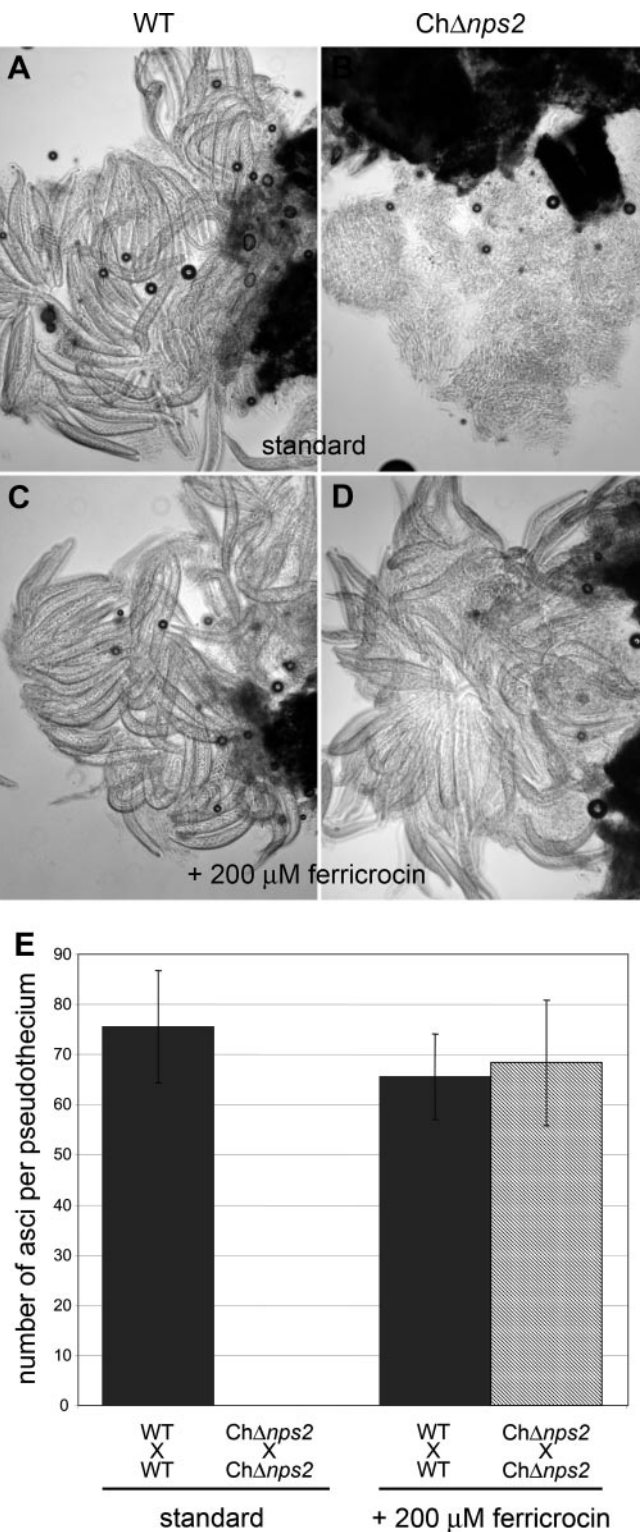 WT ChΔnps2
A B
standard
C D
+ 200 μM ferricrocin
E
number of asci per pseudothecium
90
80
70
60
50
40
30
20
10
0
WT ChΔnps2 WT ChΔnps2
X X X X
WT ChΔnps2 WT ChΔnps2
standard + 200 μM ferricrocin